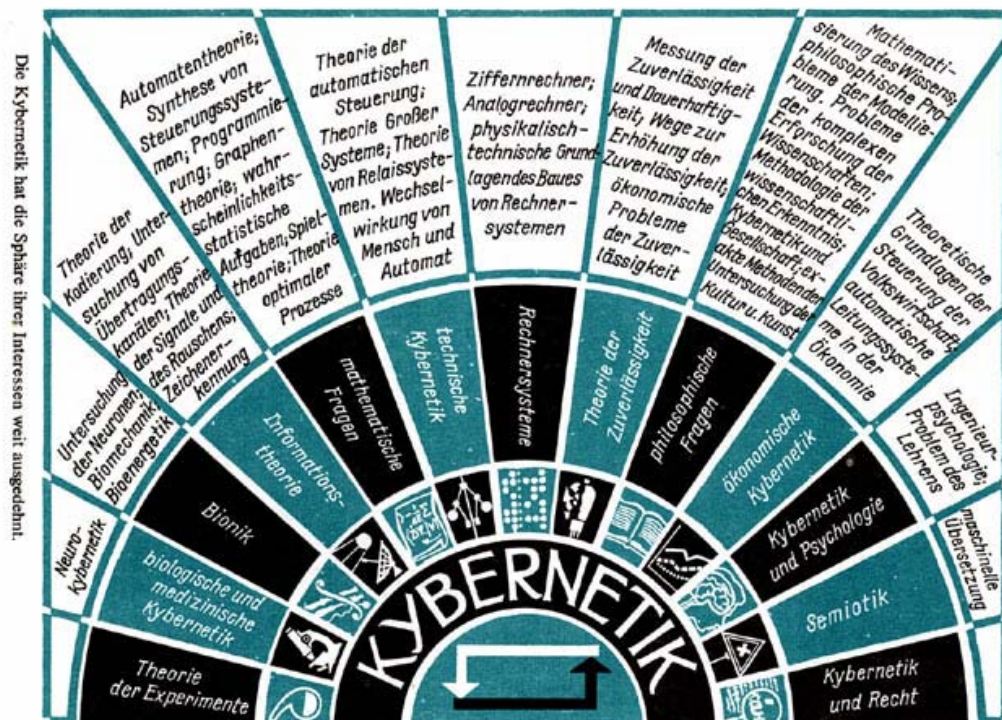 Die Kybernetik hat die Sphäre ihrer Interessen weit ausgedehnt.
Neuro-
kybernetik
Untersuchung
der Neuronen;
Biomechanik;
Bioenergetik
Theorie der
Kodierung; Unter-
suchung von
Übertragungs-
kanälen; Theorie
der Signale und
des Rauschens;
Zeichener-
kennung
Automatentheorie;
Synthese von
Steuerungssyste-
men; Programmie-
rung; Graphen-
theorie; wahr-
scheinlichkeits-
statistische
Aufgaben; Spiel-
theorie; Theorie
optimaler
Prozesse
Theorie der
automatischen
Steuerung;
Theorie Großer
Systeme; Theorie
von Relaissyste-
men. Wechsel-
wirkung von
Mensch und
Automat
Ziffernrechner;
Analogrechner;
physikalisch-
technische Grund-
lagen des Baues
von Rechner-
systemen
Messung der
Zuverlässigkeit
und Dauerhaftig-
keit; Wege zur
Erhöhung der
Zuverlässigkeit;
ökonomische
Probleme
der Zuver-
lässigkeit
Mathemati-
sierung des Wissens;
philosophische Pro-
bleme der Modellie-
rung. Probleme
der komplexen
Erforschung der
Wissenschaften;
Methodologie der
wissenschaftli-
chen Erkenntnis;
Kybernetik und
Gesellschaft; ex-
akte Methoden der
Untersuchung der
Kultur u. Kunst
Theoretische
Grundlagen der
Steuerung der
Volkswirtschaft;
automatische
Leitungssyste-
me in der
Ökonomie
Ingenieur-
psychologie;
Problem des
Lehrens
maschinelle
Übersetzung
Theorie
der Experimente
biologische und
medizinische
Kybernetik
Bionik
Informations-
theorie
mathematische
Fragen
technische
Kybernetik
Rechnersysteme
Theorie der
Zuverlässigkeit
philosophische
Fragen
ökonomische
Kybernetik
Kybernetik
und Psychologie
Semiotik
Kybernetik
und Recht
KYBERNETIK